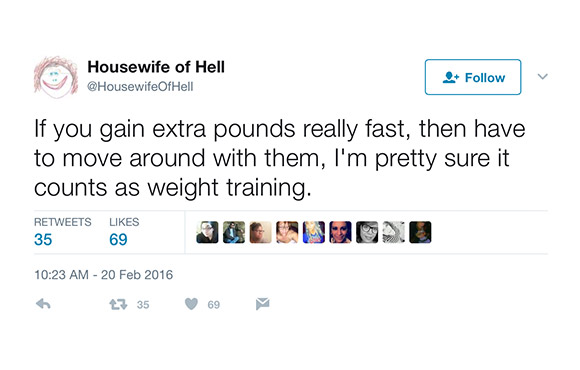 Housewife of Hell
@HousewifeOfHell
Follow
If you gain extra pounds really fast, then have
to move around with them, I'm pretty sure it
counts as weight training.
RETWEETS LIKES
35 69
10:23 AM - 20 Feb 2016
35 69